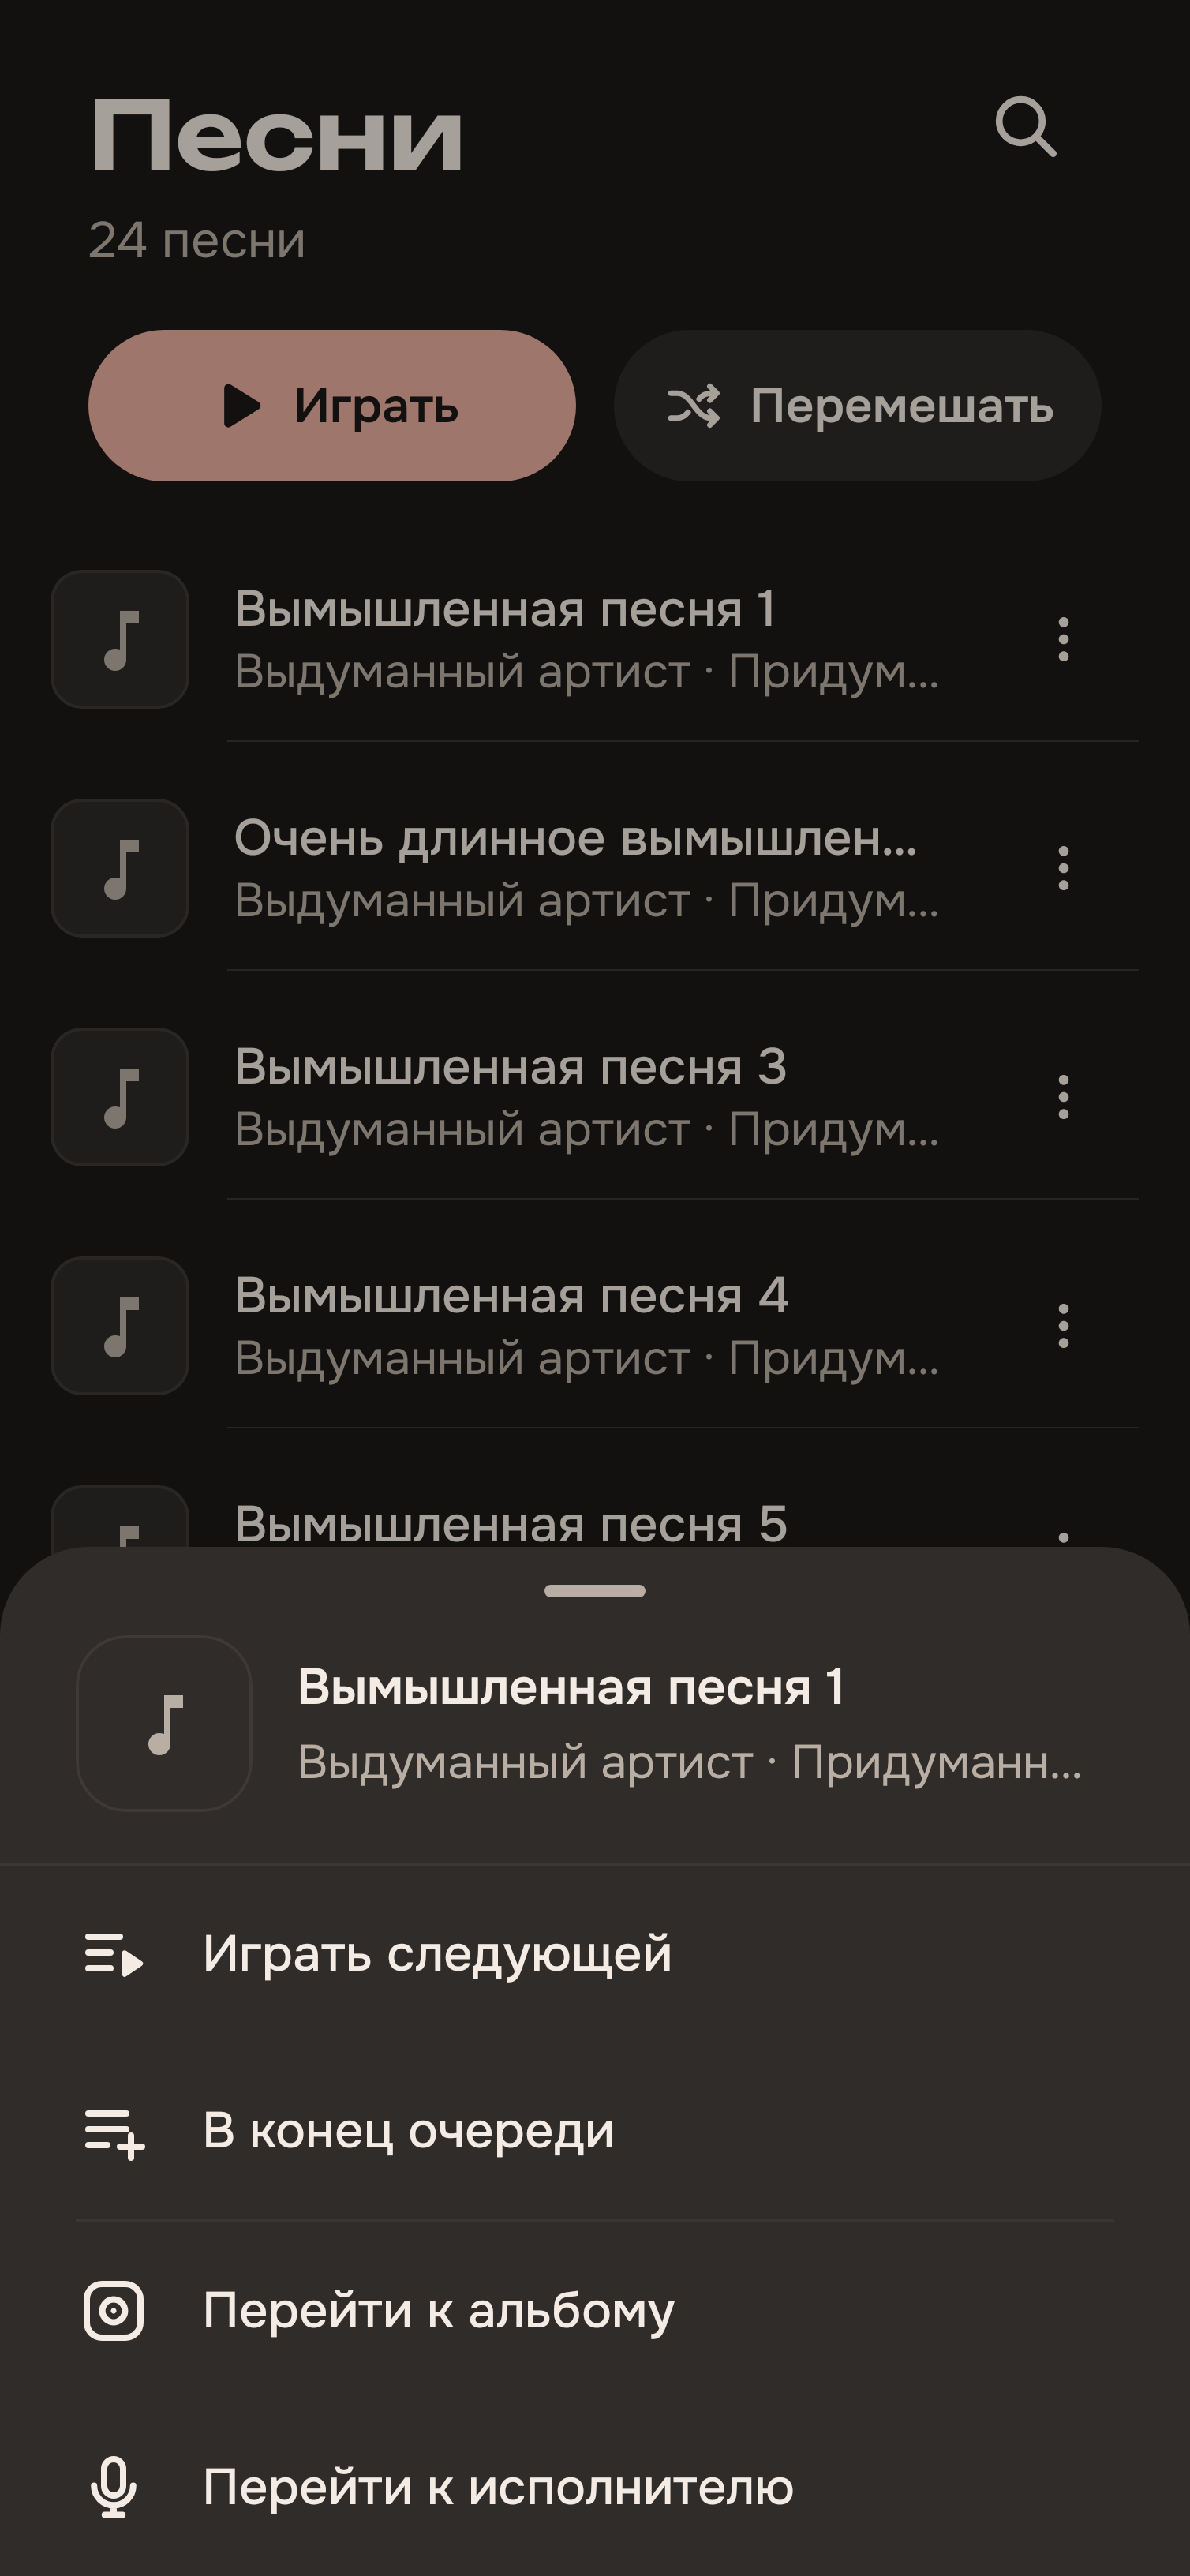 Песни
24 песни
Играть
Перемешать
Вымышленная песня 1
Выдуманный артист · Придум...
Очень длинное вымышлен...
Выдуманный артист · Придум...
Вымышленная песня 3
Выдуманный артист · Придум...
Вымышленная песня 4
Выдуманный артист · Придум...
Вымышленная песня 5
Вымышленная песня 1
Выдуманный артист · Придуманн...
Играть следующей
В конец очереди
Перейти к альбому
Перейти к исполнителю